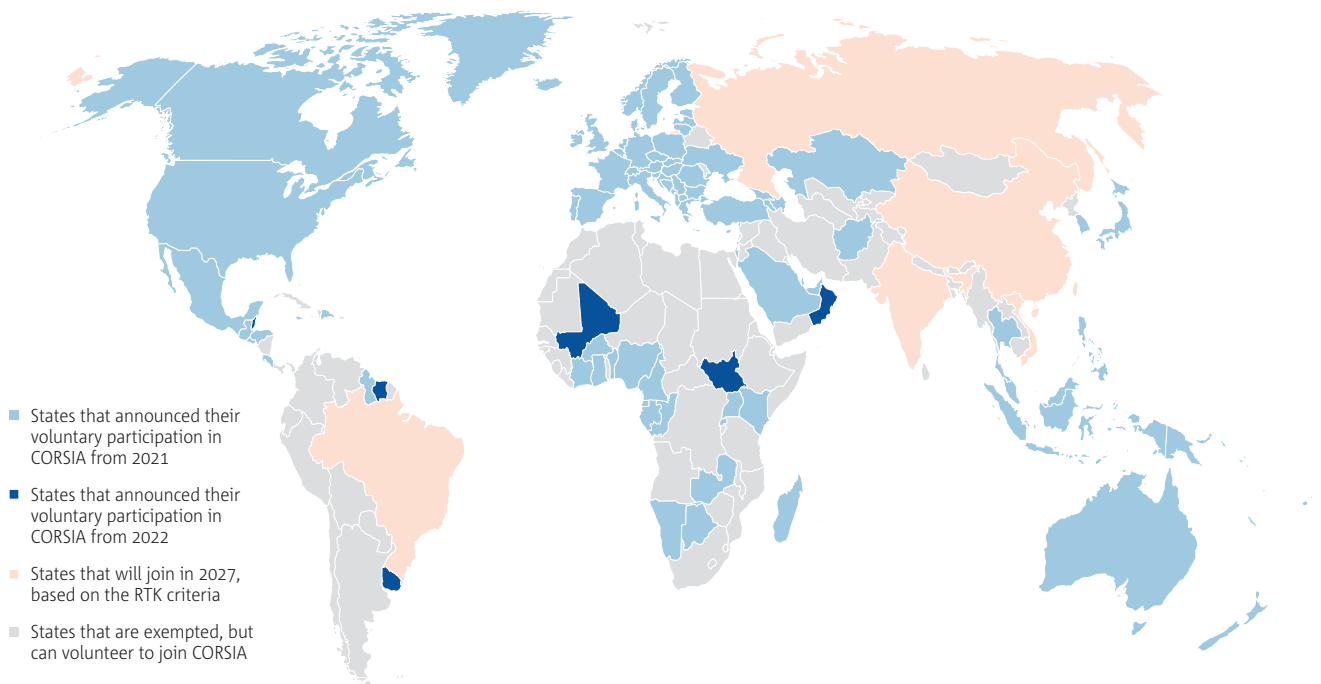 States that announced their
voluntary participation in
CORSIA from 2021
States that announced their
voluntary participation in
CORSIA from 2022
States that will join in 2027,
based on the RTK criteria
States that are exempted, but
can volunteer to join CORSIA